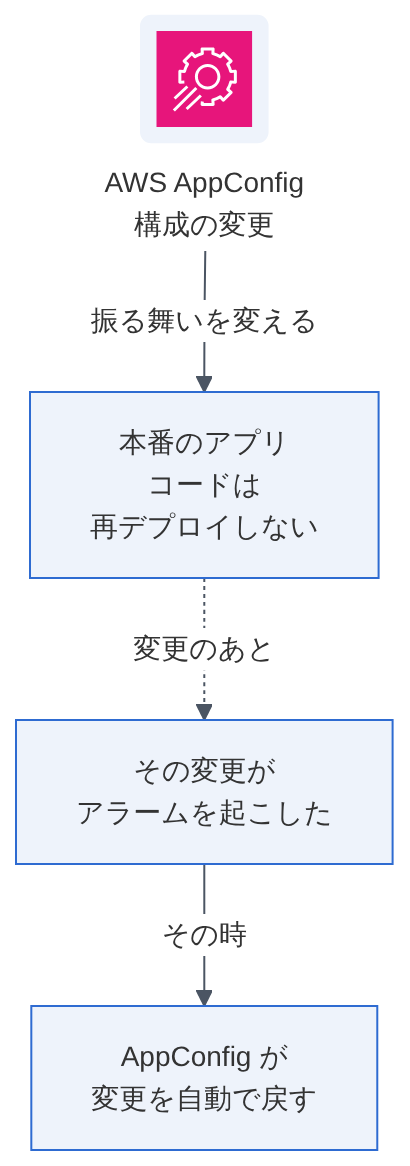 AWS AppConfig
構成の変更
振る舞いを変える
本番のアプリ
コードは
再デプロイしない
変更のあと
その変更が
アラームを起こした
その時
AppConfig が
変更を自動で戻す